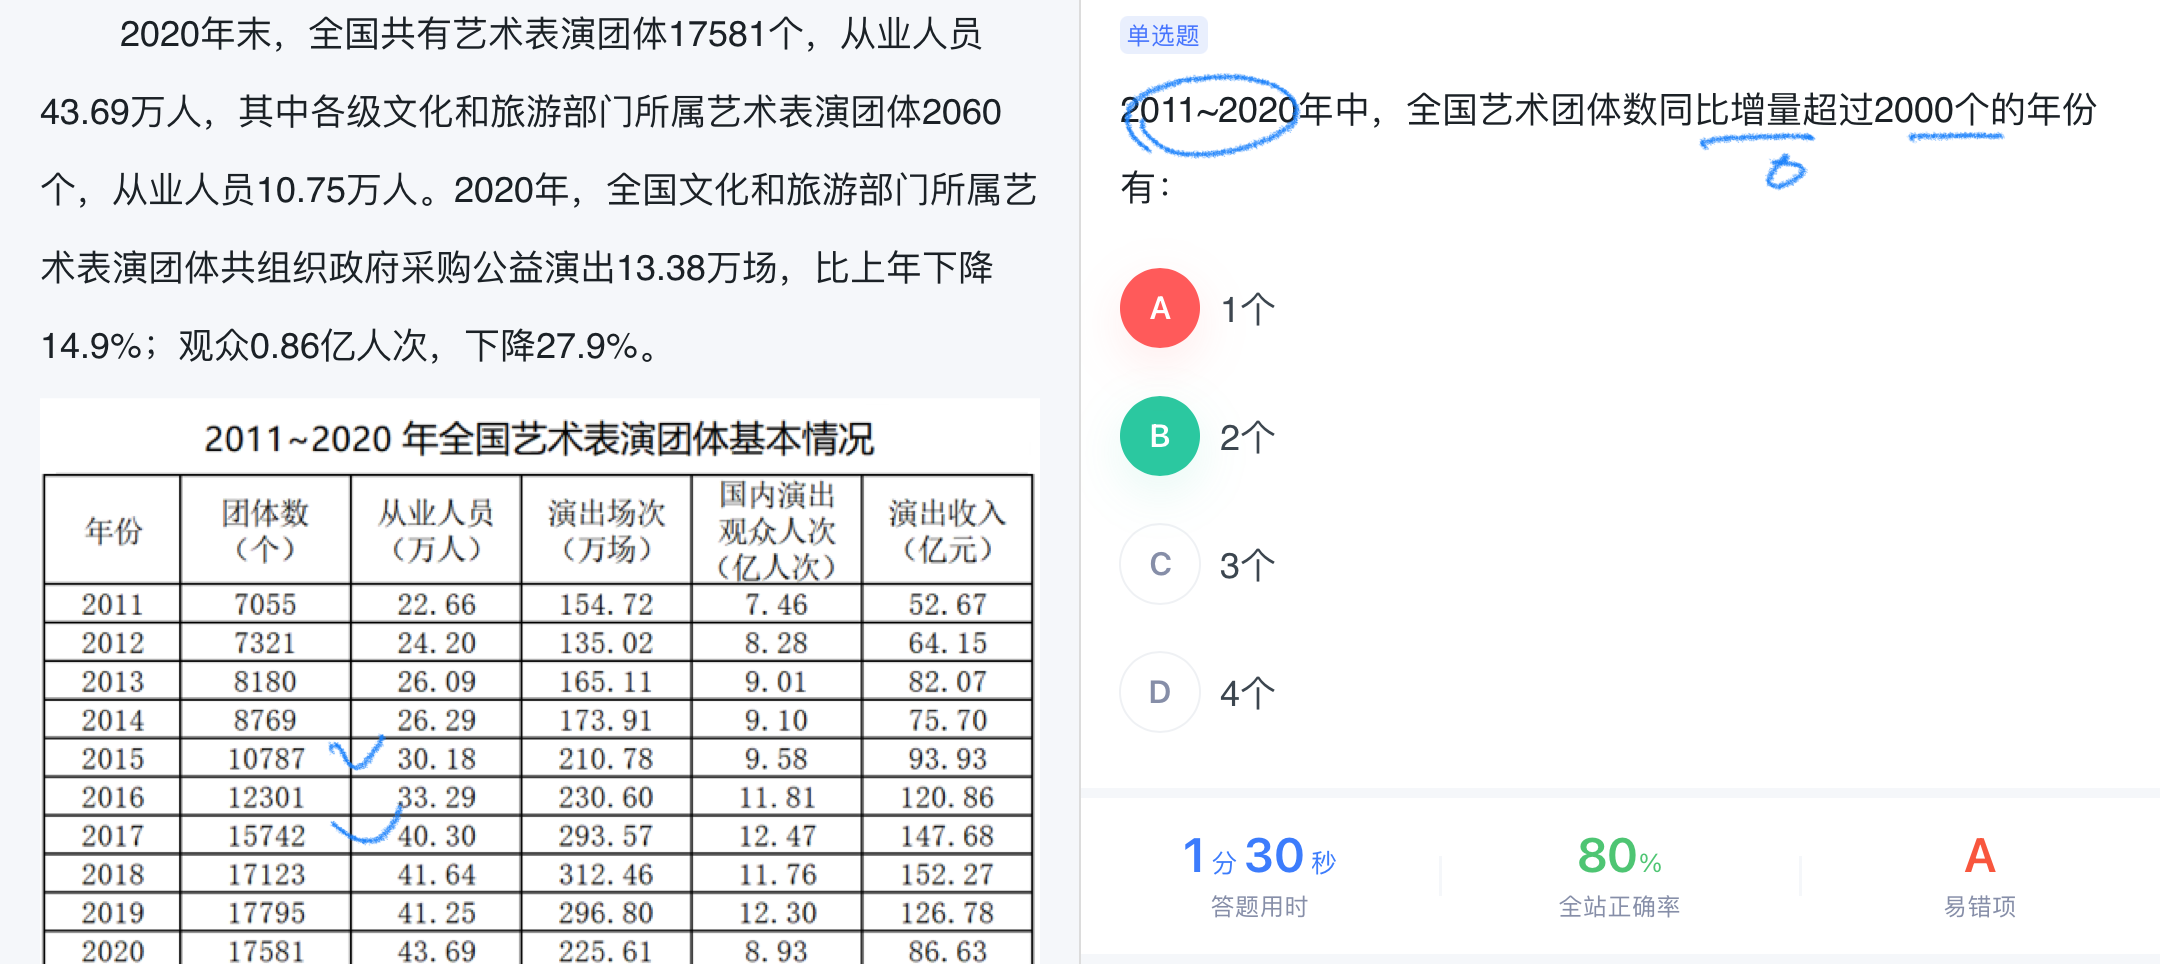 2020年末，全国共有艺术表演团体17581个，从业人员
43.69万人，其中各级文化和旅游部门所属艺术表演团体2060
个，从业人员10.75万人。2020年，全国文化和旅游部门所属艺
术表演团体共组织政府采购公益演出13.38万场，比上年下降
14.9%；观众0.86亿人次，下降27.9%。
2011~2020 年全国艺术表演团体基本情况
年份 团体数（个） 从业人员（万人） 演出场次（万场） 国内演出观众人次（亿人次） 演出收入（亿元）
2011 7055 22.66 154.72 7.46 52.67
2012 7321 24.20 135.02 8.28 64.15
2013 8180 26.09 165.11 9.01 82.07
2014 8769 26.29 173.91 9.10 75.70
2015 10787 30.18 210.78 9.58 93.93
2016 12301 33.29 230.60 11.81 120.86
2017 15742 40.30 293.57 12.47 147.68
2018 17123 41.64 312.46 11.76 152.27
2019 17795 41.25 296.80 12.30 126.78
2020 17581 43.69 225.61 8.93 86.63
单选题
2011~2020年中，全国艺术团体数同比增量超过2000个的年份
有：
A 1个
B 2个
C 3个
D 4个
1分30秒 80% A
答题用时 全站正确率 易错项